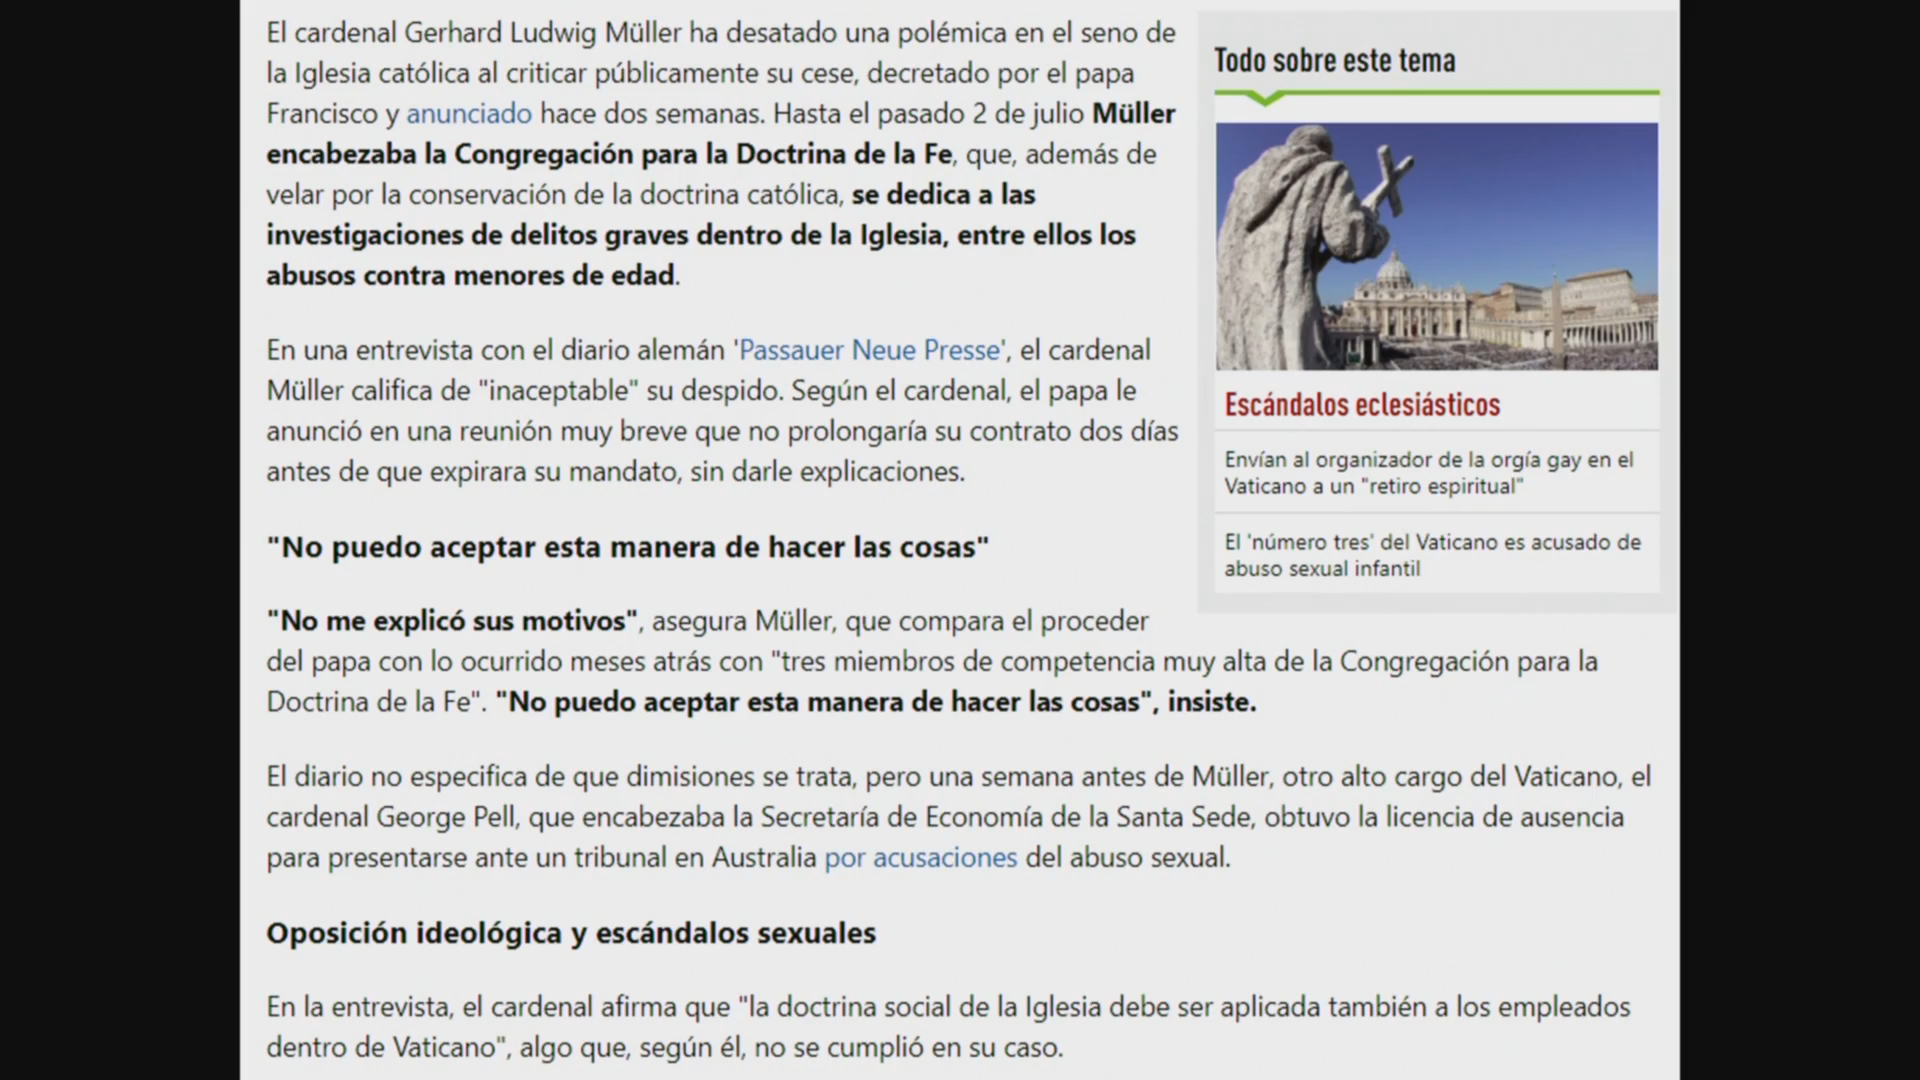 El cardenal Gerhard Ludwig Müller ha desatado una polémica en el seno de
la Iglesia católica al criticar públicamente su cese, decretado por el papa
Francisco y anunciado hace dos semanas. Hasta el pasado 2 de julio Müller
encabezaba la Congregación para la Doctrina de la Fe, que, además de
velar por la conservación de la doctrina católica, se dedica a las
investigaciones de delitos graves dentro de la Iglesia, entre ellos los
abusos contra menores de edad.
En una entrevista con el diario alemán 'Passauer Neue Presse', el cardenal
Müller califica de "inaceptable" su despido. Según el cardenal, el papa le
anunció en una reunión muy breve que no prolongaría su contrato dos días
antes de que expirara su mandato, sin darle explicaciones.
"No puedo aceptar esta manera de hacer las cosas"
"No me explicó sus motivos", asegura Müller, que compara el proceder
del papa con lo ocurrido meses atrás con "tres miembros de competencia muy alta de la Congregación para la
Doctrina de la Fe". "No puedo aceptar esta manera de hacer las cosas", insiste.
El diario no especifica de que dimisiones se trata, pero una semana antes de Müller, otro alto cargo del Vaticano, el
cardenal George Pell, que encabezaba la Secretaría de Economía de la Santa Sede, obtuvo la licencia de ausencia
para presentarse ante un tribunal en Australia por acusaciones del abuso sexual.
Oposición ideológica y escándalos sexuales
En la entrevista, el cardenal afirma que "la doctrina social de la Iglesia debe ser aplicada también a los empleados
dentro de Vaticano", algo que, según él, no se cumplió en su caso.
Todo sobre este tema
Escándalos eclesiásticos
Envían al organizador de la orgía gay en el
Vaticano a un "retiro espiritual"
El 'número tres' del Vaticano es acusado de
abuso sexual infantil